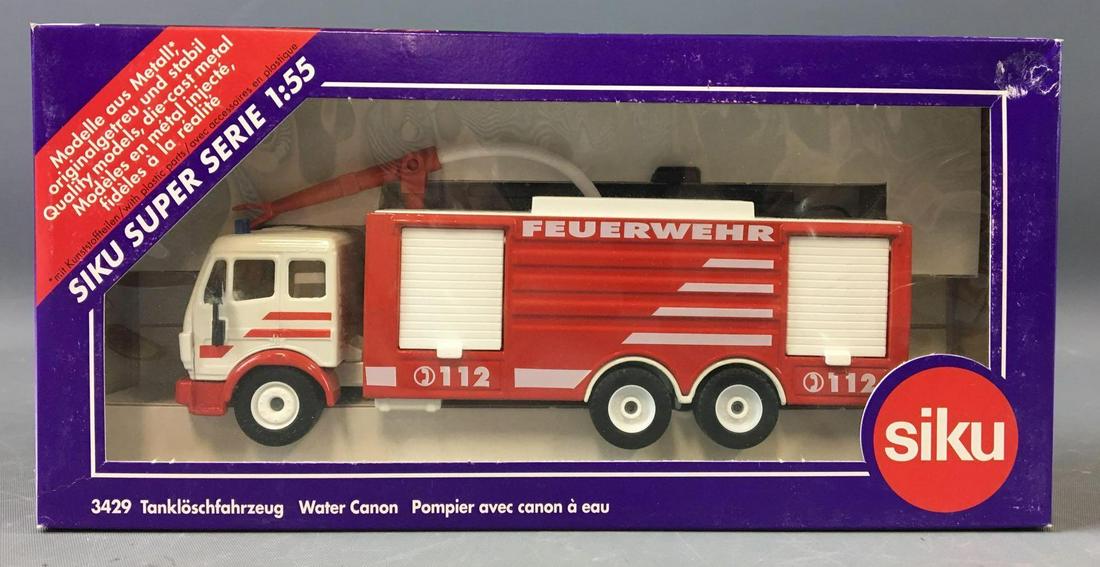 Modelle aus Metall*,
originalgetreu und stabil
Quality models, die-cast metal
Modèles en métal injecté,
fidèles à la réalité
*mit Kunststoffteilen/with plastic parts/avec accessoires en plastique
SIKU SUPER SERIE 1:55
FEUERWEHR
112
112
siku
3429 Tanklöschfahrzeug Water Canon Pompier avec canon à eau